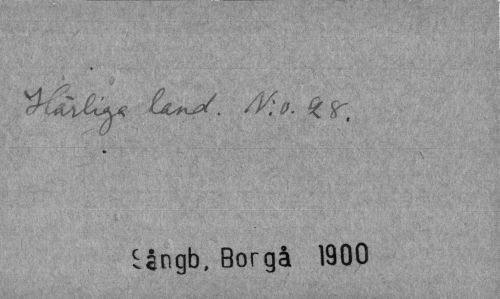 Härliga land. N:o. 28.
Sångb, Borgå 1900